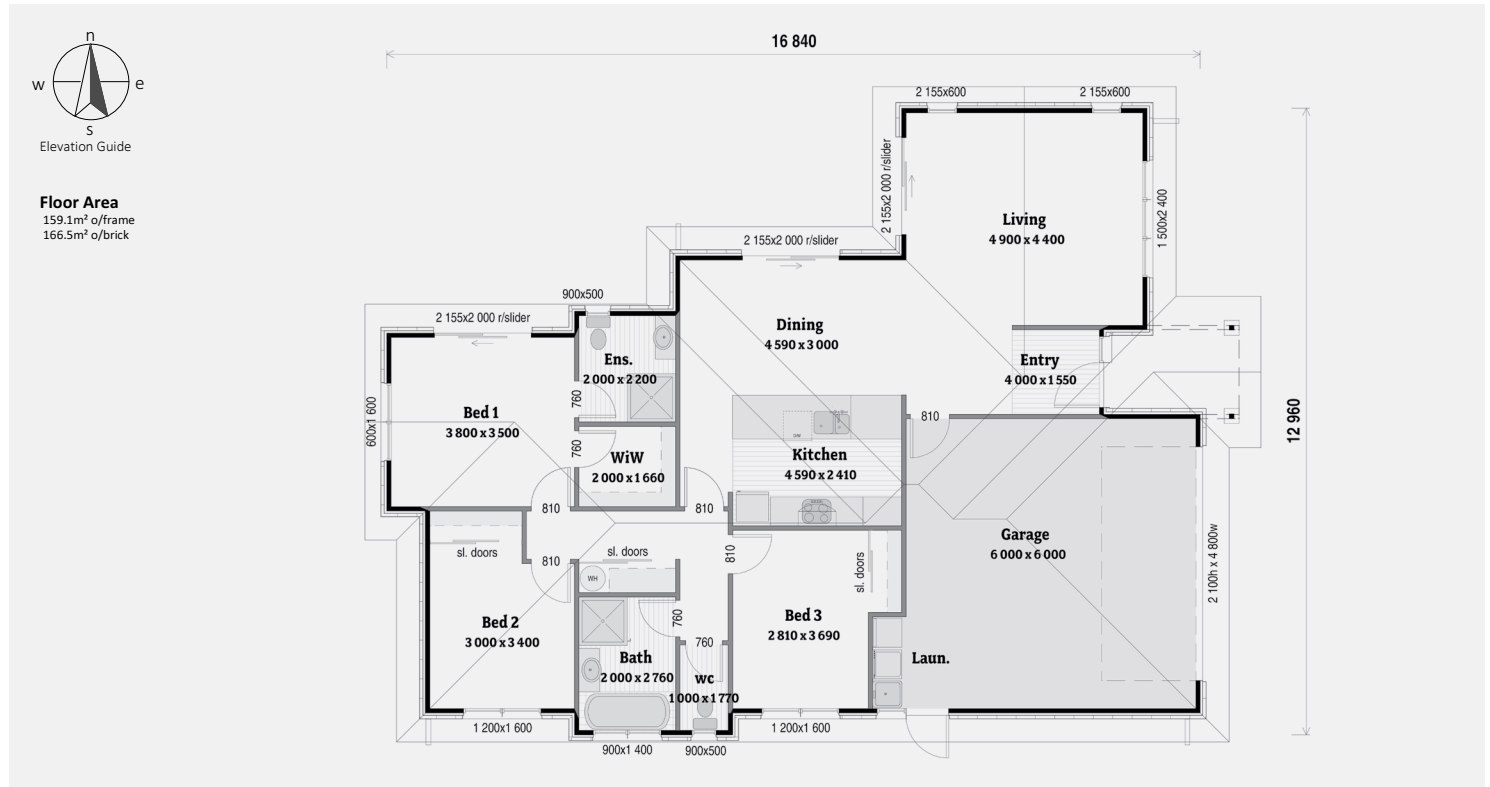 n
w
e
s
Elevation Guide
Floor Area
159.1m² o/frame
166.5m² o/brick
16 840
2 155x600
2 155x600
2 155x2 000 r/slider
Living
4 900 x 4 400
1 500x2 400
12 960
2 155x2 000 r/slider
900x500
2 155x2 000 r/slider
Dining
4 590 x 3 000
Entry
4 000 x 1 550
Ens.
2 000 x 2 200
760
600x1 600
Bed 1
3 800 x 3 500
760
WiW
2 000 x 1 660
810
DW
Kitchen
4 590 x 2 410
810
810
sl. doors
810
sl. doors
WH
810
sl. doors
Garage
6 000 x 6 000
2 100h x 4 800w
Bed 2
3 000 x 3 400
760
760
Bed 3
2 810 x 3 690
Bath
2 000 x 2 760
wc
1 000 x 1 770
Laun.
1 200x1 600
900x1 400
900x500
1 200x1 600